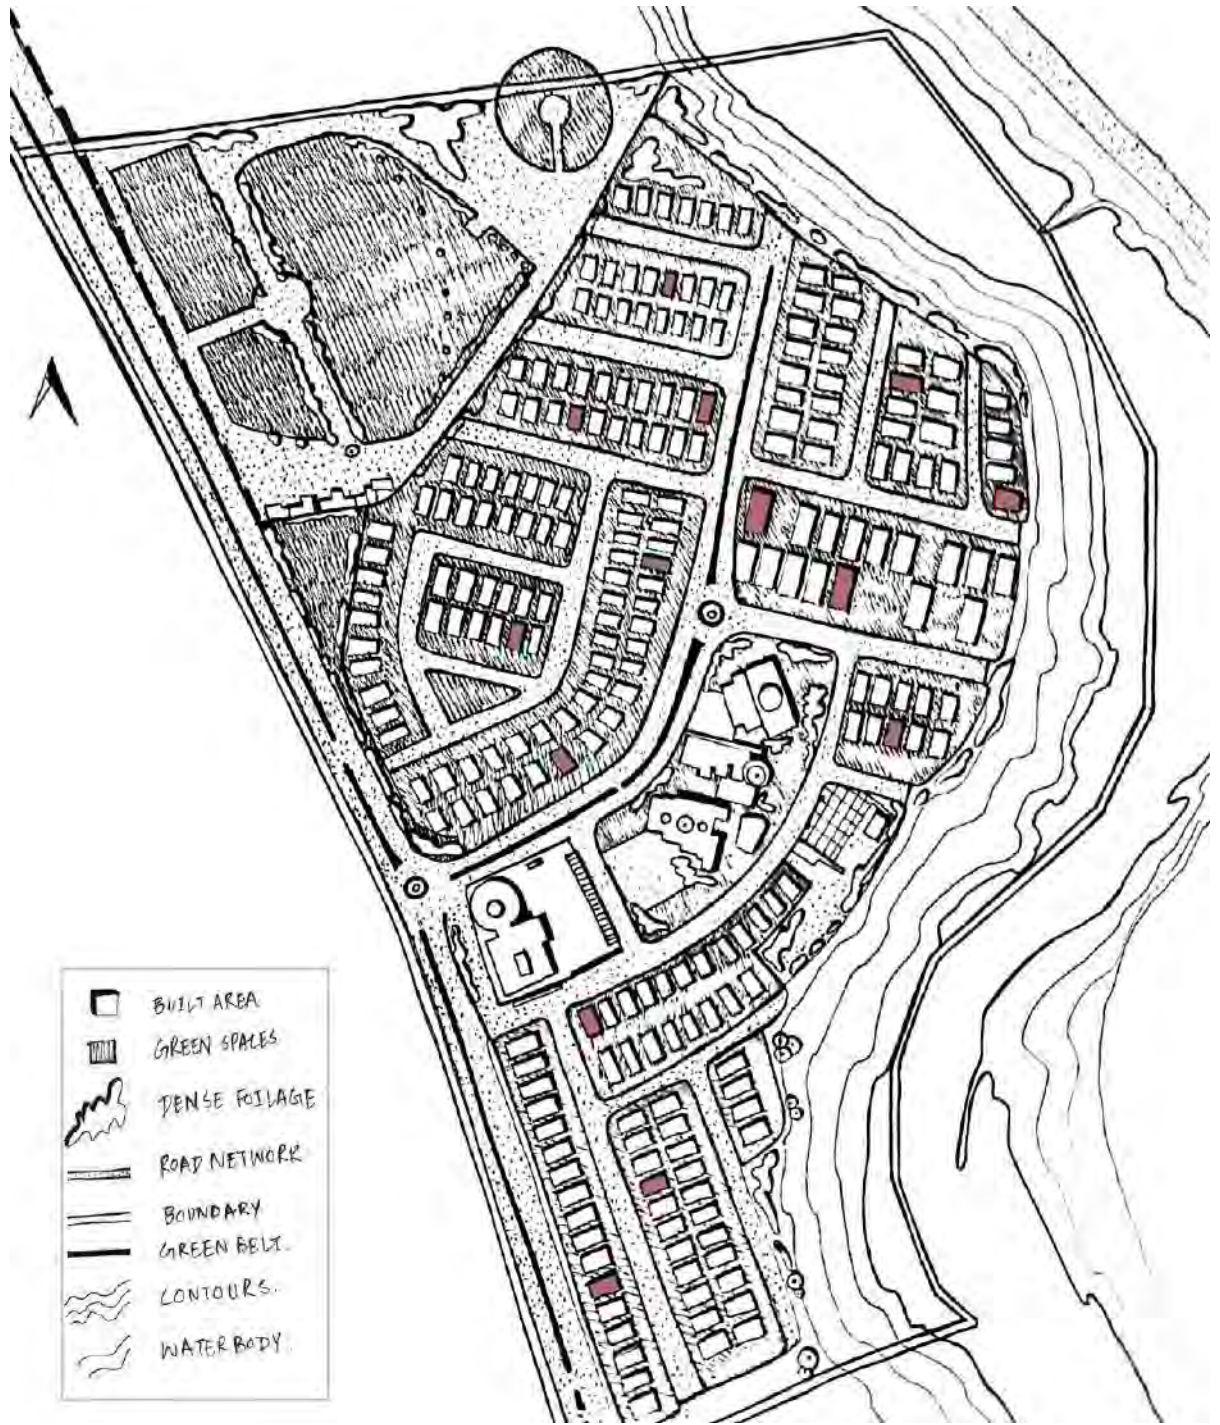 BUILT AREA
GREEN SPACES
DENSE FOILAGE
ROAD NETWORK
BOUNDARY
GREEN BELT.
CONTOURS.
WATERBODY